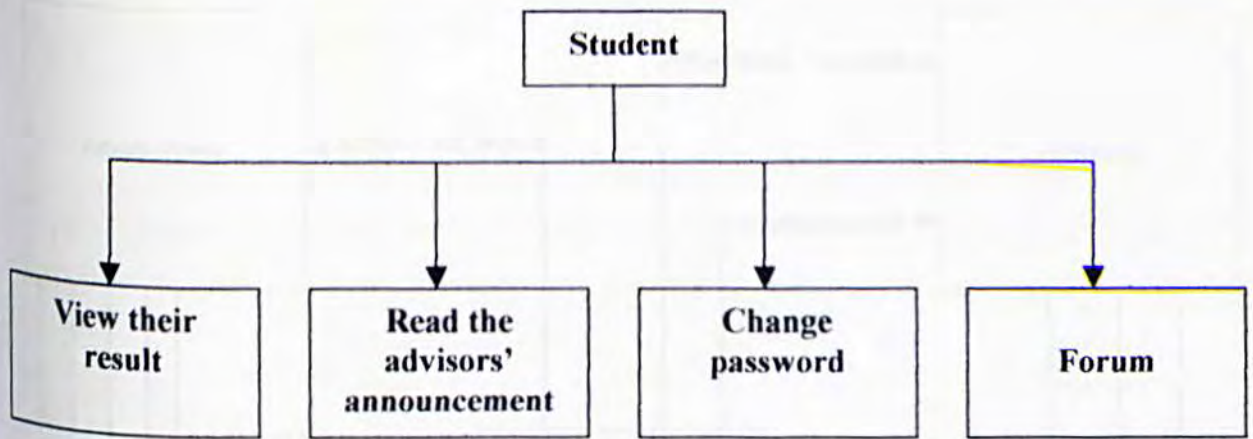 Student
View their
result
Read the
advisors'
announcement
Change
password
Forum